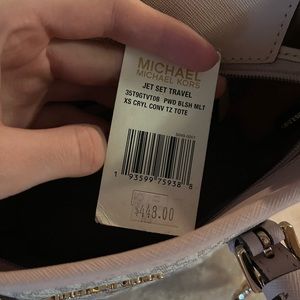 MICHAEL
MICHAEL KORS
JET SET TRAVEL
35T9GTVT0B PWD BLSH MLT
XS CRYL CONV TZ TOTE
1 93599 75938 8
$448.00